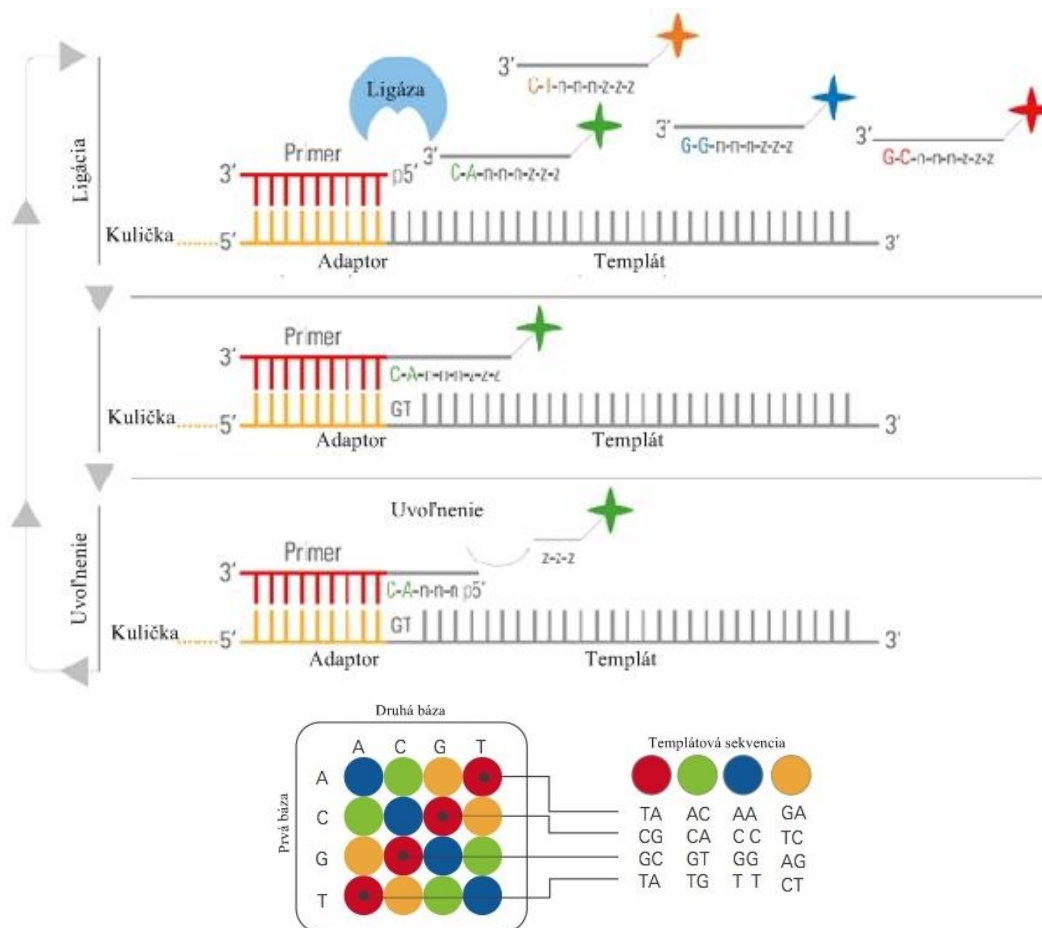 Ligácia
Ligáza
3′
C-T-n-n-n-z-z-z
3′
G-G-n-n-n-z-z-z
3′
G-C-n-n-n-z-z-z
3′
C-A-n-n-n-z-z-z
Primer
3′
p5′
Kulička
5′
3′
Adaptor
Templát
Primer
3′
C-A-n-n-n-z-z-z
GT
Kulička
5′
3′
Adaptor
Templát
Uvoľnenie
Uvoľnenie
z-z-z
Primer
3′
C-A-n-n-n p5′
GT
Kulička
5′
3′
Adaptor
Templát
Druhá báza
A C G T
Prvá báza
A
C
G
T
Templátová sekvencia
TA AC AA GA
CG CA CC TC
GC GT GG AG
TA TG TT CT